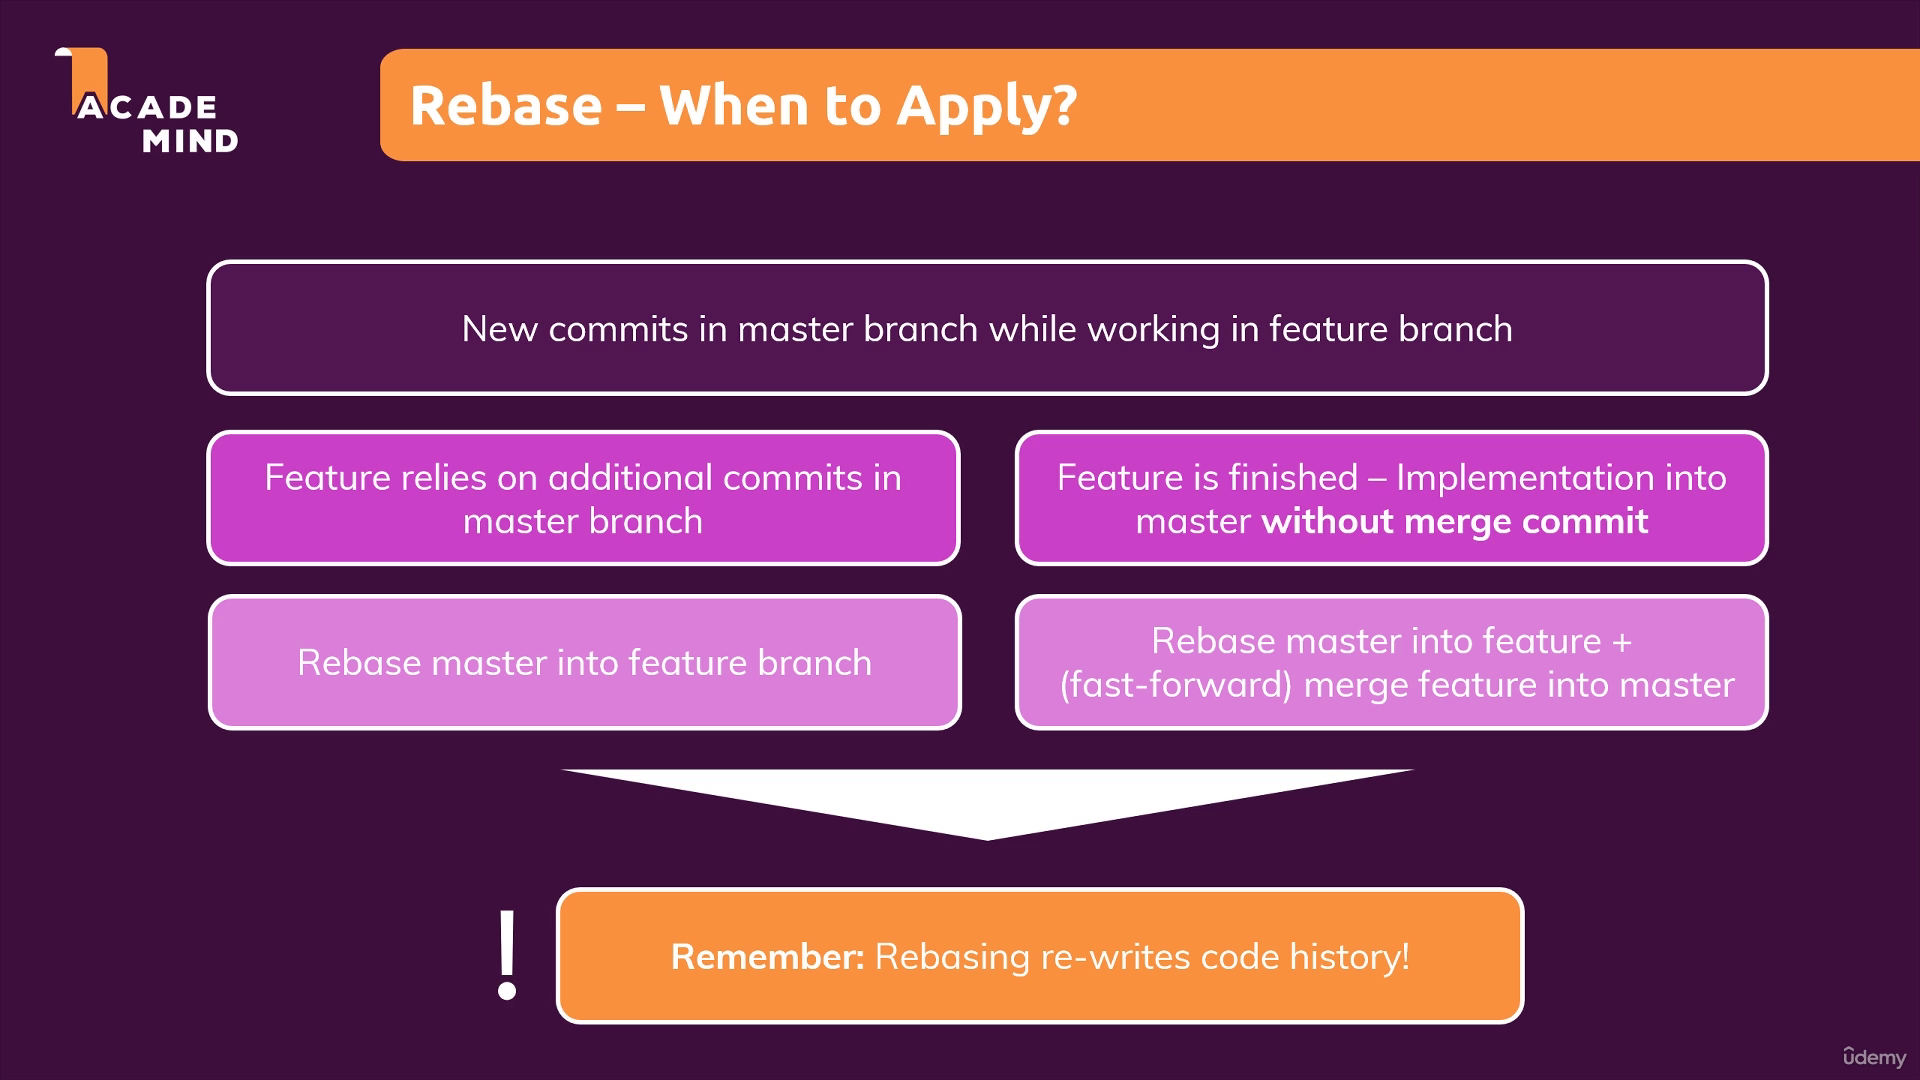 ACADE
MIND
Rebase – When to Apply?
New commits in master branch while working in feature branch
Feature relies on additional commits in
master branch
Feature is finished – Implementation into
master without merge commit
Rebase master into feature branch
Rebase master into feature +
(fast-forward) merge feature into master
!
Remember: Rebasing re-writes code history!
ûdemy